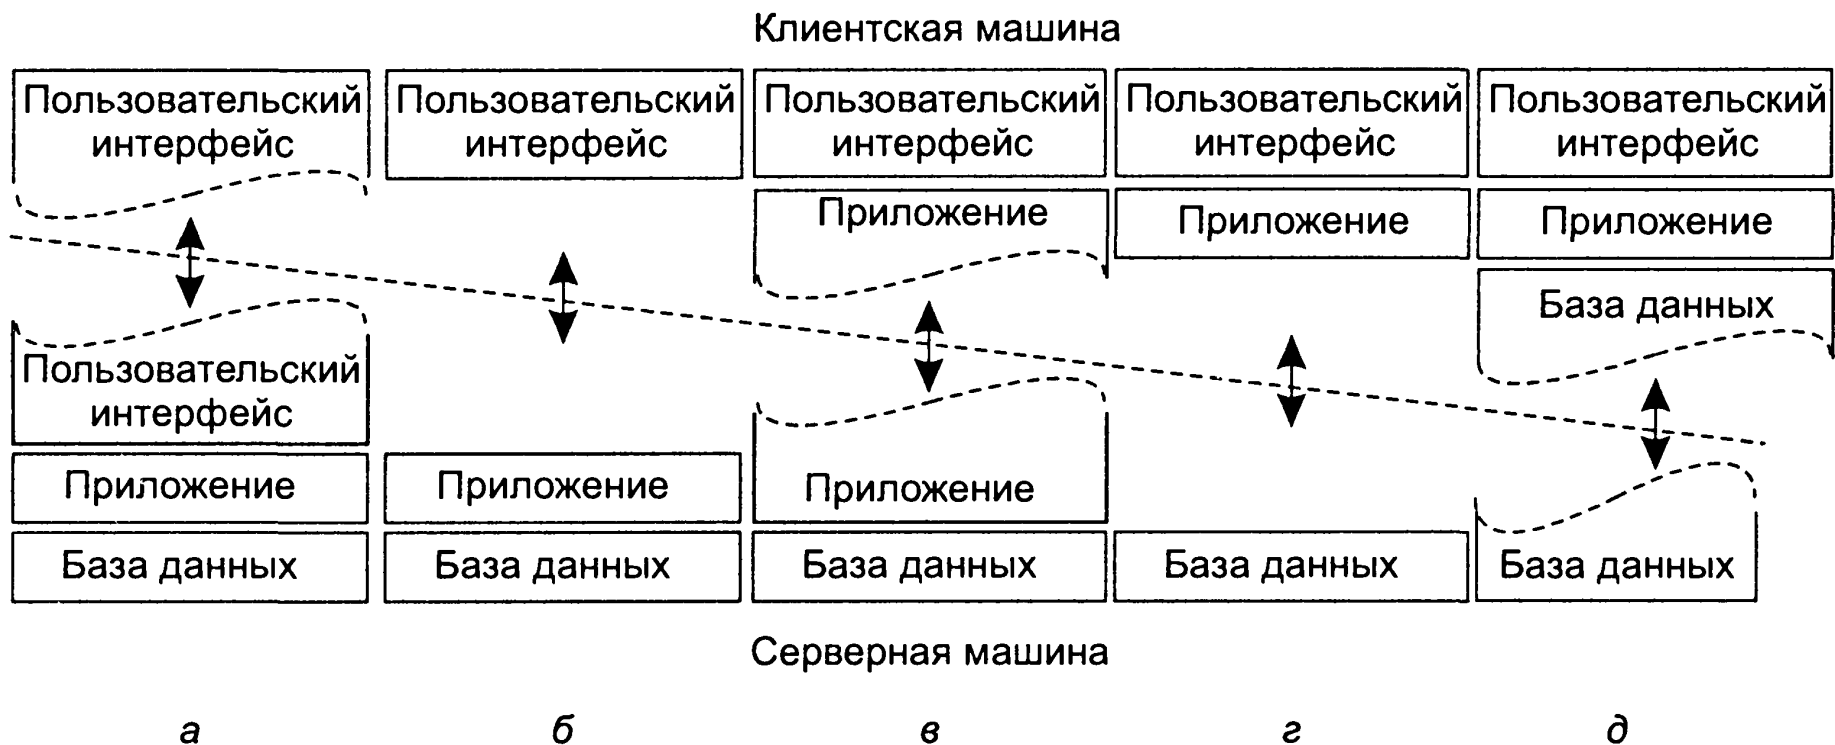 Клиентская машина
Пользовательский
интерфейс
Пользовательский
интерфейс
Пользовательский
интерфейс
Пользовательский
интерфейс
Пользовательский
интерфейс
Приложение
Приложение
Приложение
База данных
Пользовательский
интерфейс
Приложение
Приложение
Приложение
База данных
База данных
База данных
База данных
База данных
Серверная машина
а
б
в
г
д